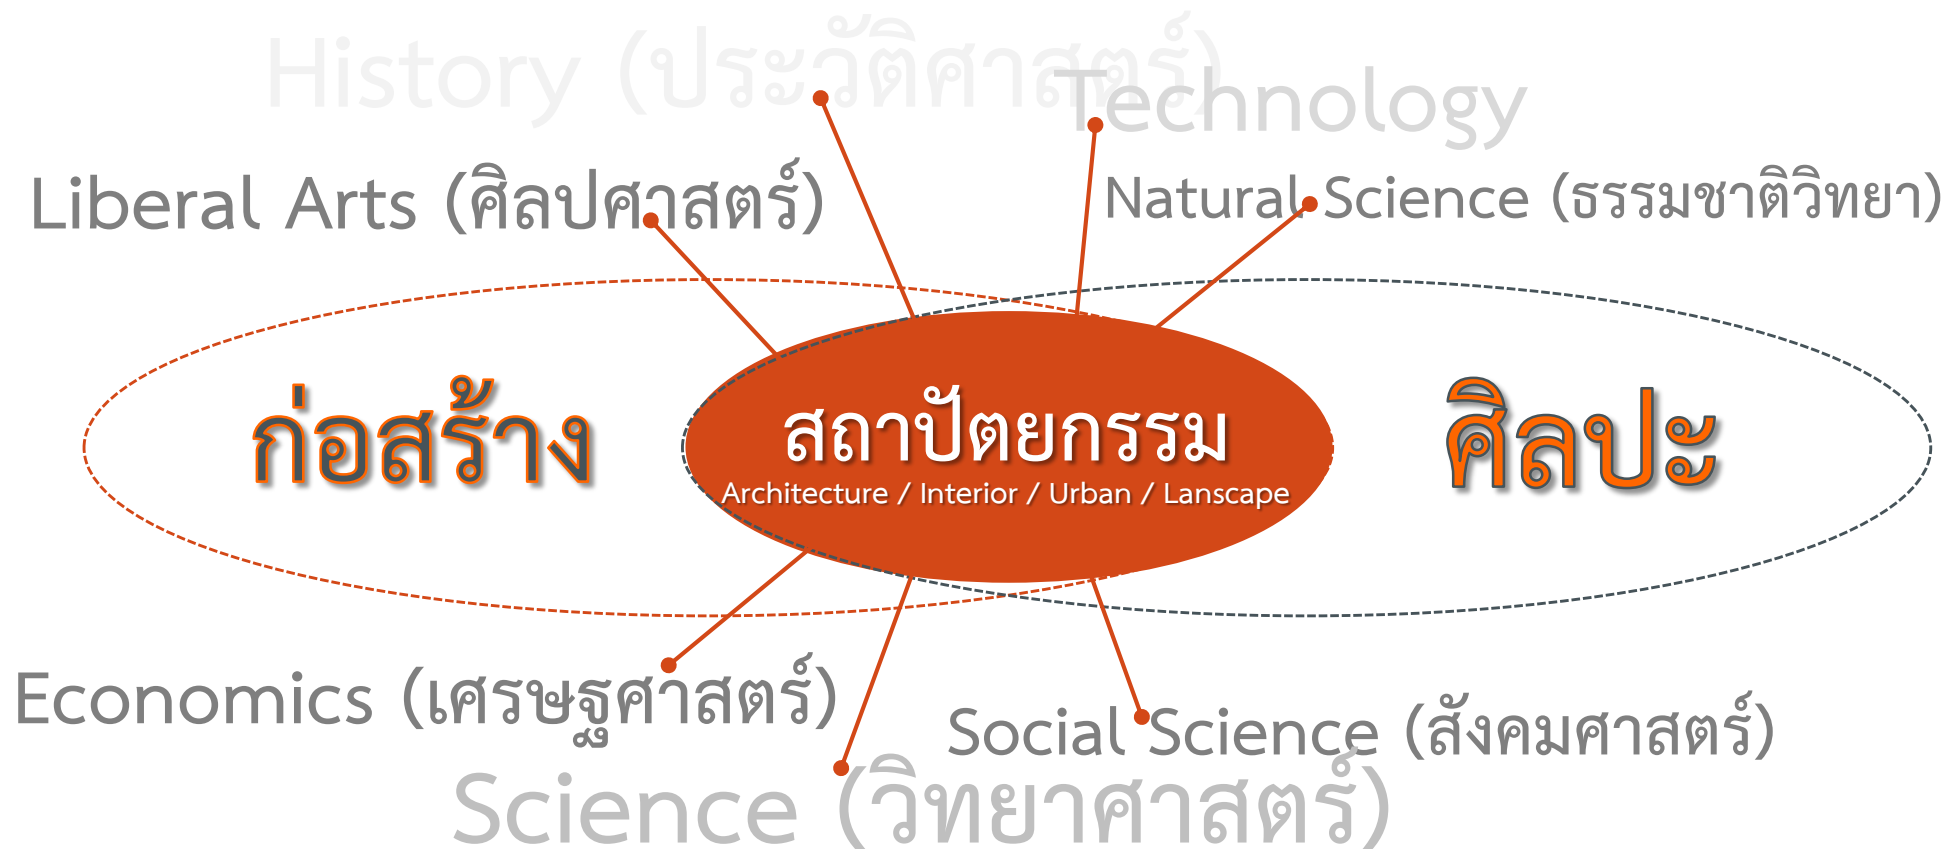 History (ประวัติศาสตร์)
Technology
Liberal Arts (ศิลปศาสตร์)
Natural Science (ธรรมชาติวิทยา)
ก่อสร้าง
สถาปัตยกรรม
ศิลปะ
Architecture / Interior / Urban / Lanscape
Economics (เศรษฐศาสตร์)
Social Science (สังคมศาสตร์)
Science (วิทยาศาสตร์)